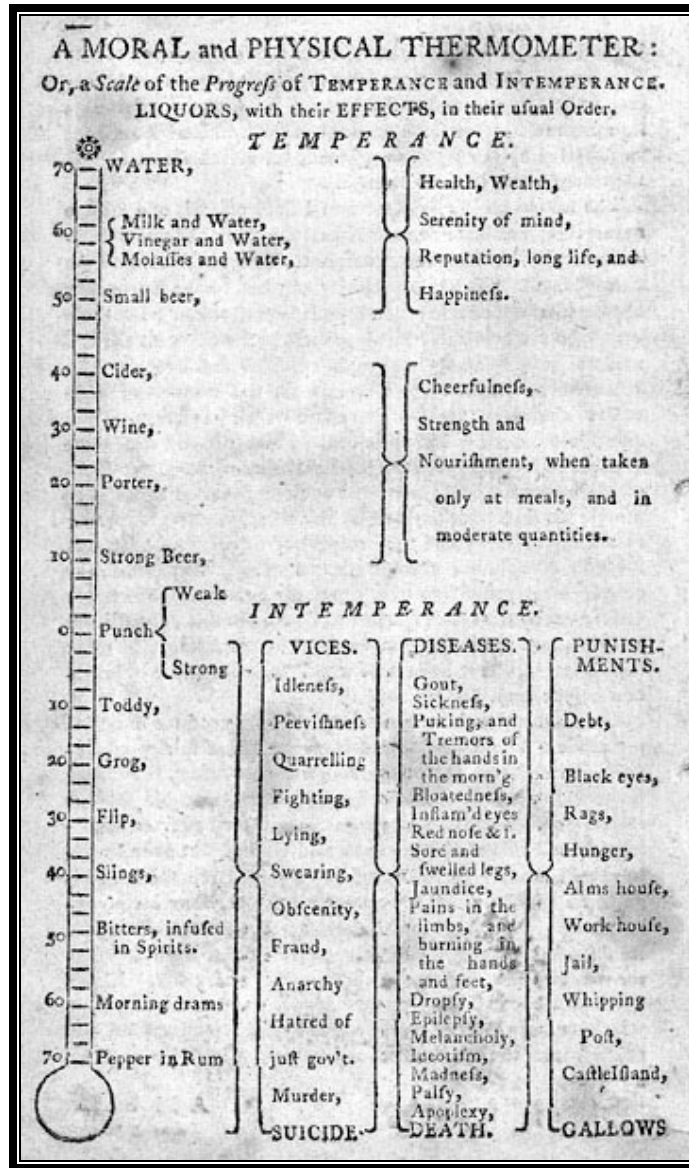 A MORAL and PHYSICAL THERMOMETER:
Or, a Scale of the Progreſs of TEMPERANCE and INTEMPERANCE.
LIQUORS, with their EFFECTS, in their uſual Order.
TEMPERANCE.
70 WATER,
Milk and Water,
60 Vinegar and Water,
Molaſſes and Water,
50 Small beer,
40 Cider,
30 Wine,
20 Porter,
10 Strong Beer,
Weak
0 Punch
Strong
10 Toddy,
20 Grog,
30 Flip,
40 Slings,
Bitters, infuſed
50 in Spirits.
60 Morning drams
70 Pepper in Rum
Health, Wealth,
Serenity of mind,
Reputation, long life, and
Happineſs.
Cheerfulneſs,
Strength and
Nouriſhment, when taken
only at meals, and in
moderate quantities.
INTEMPERANCE.
VICES.
Idleneſs,
Peeviſhneſs
Quarrelling
Fighting,
Lying,
Swearing,
Obſcenity,
Fraud,
Anarchy
Hatred of
juſt gov't.
Murder,
SUICIDE
DISEASES.
Gout,
Sickneſs,
Puking, and
Tremors of
the hands in
the morn'g
Bloatedneſs,
Inflam'd eyes
Red noſe &
Sore and
ſwelled legs,
Jaundice,
Pains in the
limbs, and
burning in
the hands
and feet,
Dropſy,
Epilepſy,
Melancholy,
Madneſs,
Palſy,
Apoplexy,
DEATH.
PUNISH-
MENTS.
Debt,
Black eyes,
Rags,
Hunger,
Alms houſe,
Work houſe,
Jail,
Whipping
Poſt,
Caſtle Iſland,
GALLOWS